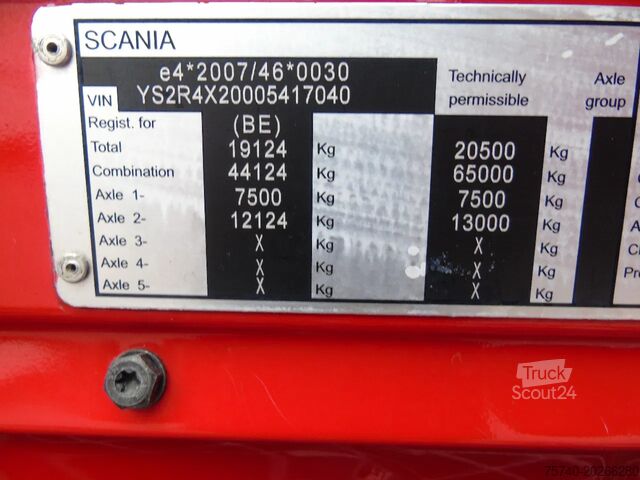 SCANIA
e4*2007/46*0030
VIN YS2R4X20005417040
Technically permissible
Axle group
Regist. for (BE)
Total 19124 Kg 20500 Kg
Combination 44124 Kg 65000 Kg
Axle 1- 7500 Kg 7500 Kg
Axle 2- 12124 Kg 13000 Kg
Axle 3- X Kg X Kg
Axle 4- X Kg X Kg
Axle 5- X Kg X Kg
Truck
Scout24